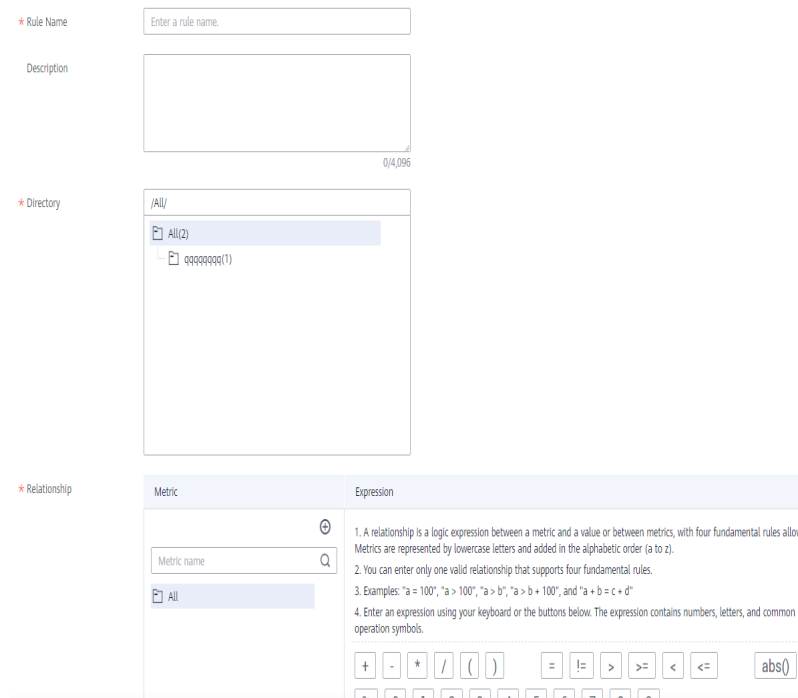 * Rule Name
Enter a rule name.
Description
0/4,096
* Directory
/All/
All(2)
qqqqqqqq(1)
* Relationship
Metric
Expression
1. A relationship is a logic expression between a metric and a value or between metrics, with four fundamental rules allow
Metrics are represented by lowercase letters and added in the alphabetic order (a to z).
Metric name
2. You can enter only one valid relationship that supports four fundamental rules.
All
3. Examples: "a = 100", "a > 100", "a > b", "a > b + 100", and "a + b = c + d"
4. Enter an expression using your keyboard or the buttons below. The expression contains numbers, letters, and common
operation symbols.
+ - * / ( ) = != > >= < <= abs()